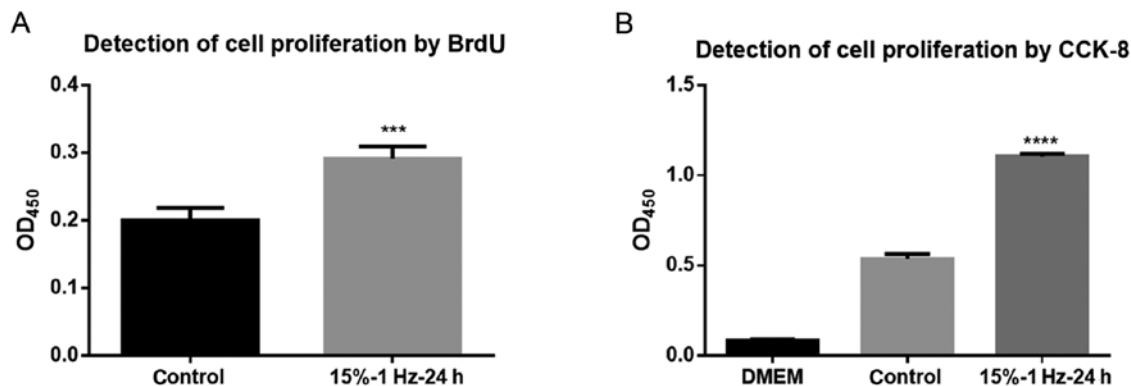 A
Detection of cell proliferation by BrdU
0.4
0.3
0.2
0.1
0.0
OD450
***
Control
15%-1 Hz-24 h
B
Detection of cell proliferation by CCK-8
1.5
1.0
0.5
0.0
OD450
****
DMEM
Control
15%-1 Hz-24 h